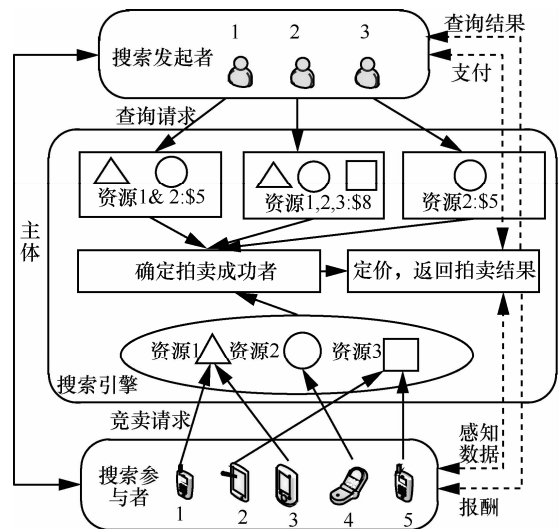 1 2 3
查询结果
搜索发起者
支付
查询请求
资源1& 2:$5
资源1,2,3:$8
资源2:$5
主体
确定拍卖成功者
定价，返回拍卖结果
资源1
资源2
资源3
搜索引擎
竞卖请求
感知
数据
搜索参
与者
1 2 3 4 5
报酬